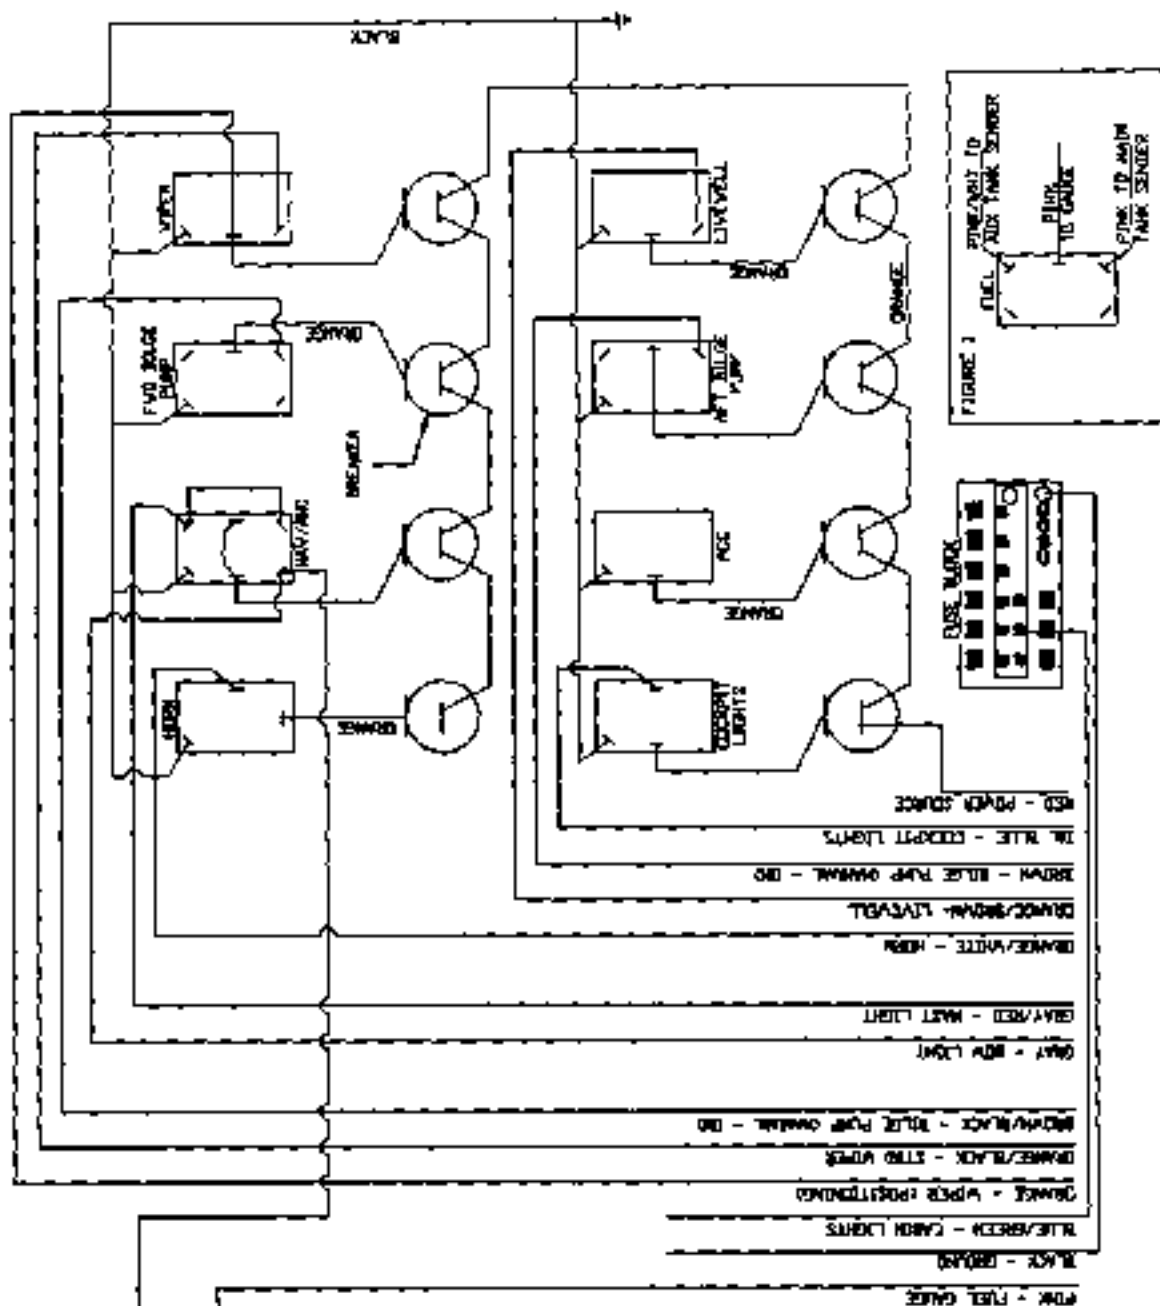 BLACK
WIPER
LIVEWELL
ORANGE
ORANGE
PINK/WHT TO
AUX TANK SENDER
PINK
TO GAUGE
PINK TO MAIN
TANK SENDER
FUEL
FIGURE 1
FWD BILGE
PUMP
ORANGE
AFT BILGE
PUMP
BREAKER
NAV/ANC
ACC
ORANGE
FUSE BLOCK
HORN
ORANGE
COCKPIT
LIGHTS
RED - POWER SOURCE
BLUE - COCKPIT LIGHTS
BROWN - BILGE PUMP (MANUAL - ON)
ORANGE/BROWN - LIVEWELL
ORANGE/WHITE - HORN
GRAY/RED - MAST LIGHT
GRAY - BOW LIGHT
BROWN/BLACK - BILGE PUMP (MANUAL - ON)
ORANGE/BLACK - STBD WIPER
ORANGE - WIPER (POSITIONING)
BLUE/GREEN - CABIN LIGHTS
BLACK - GROUND
PINK - FUEL GAUGE